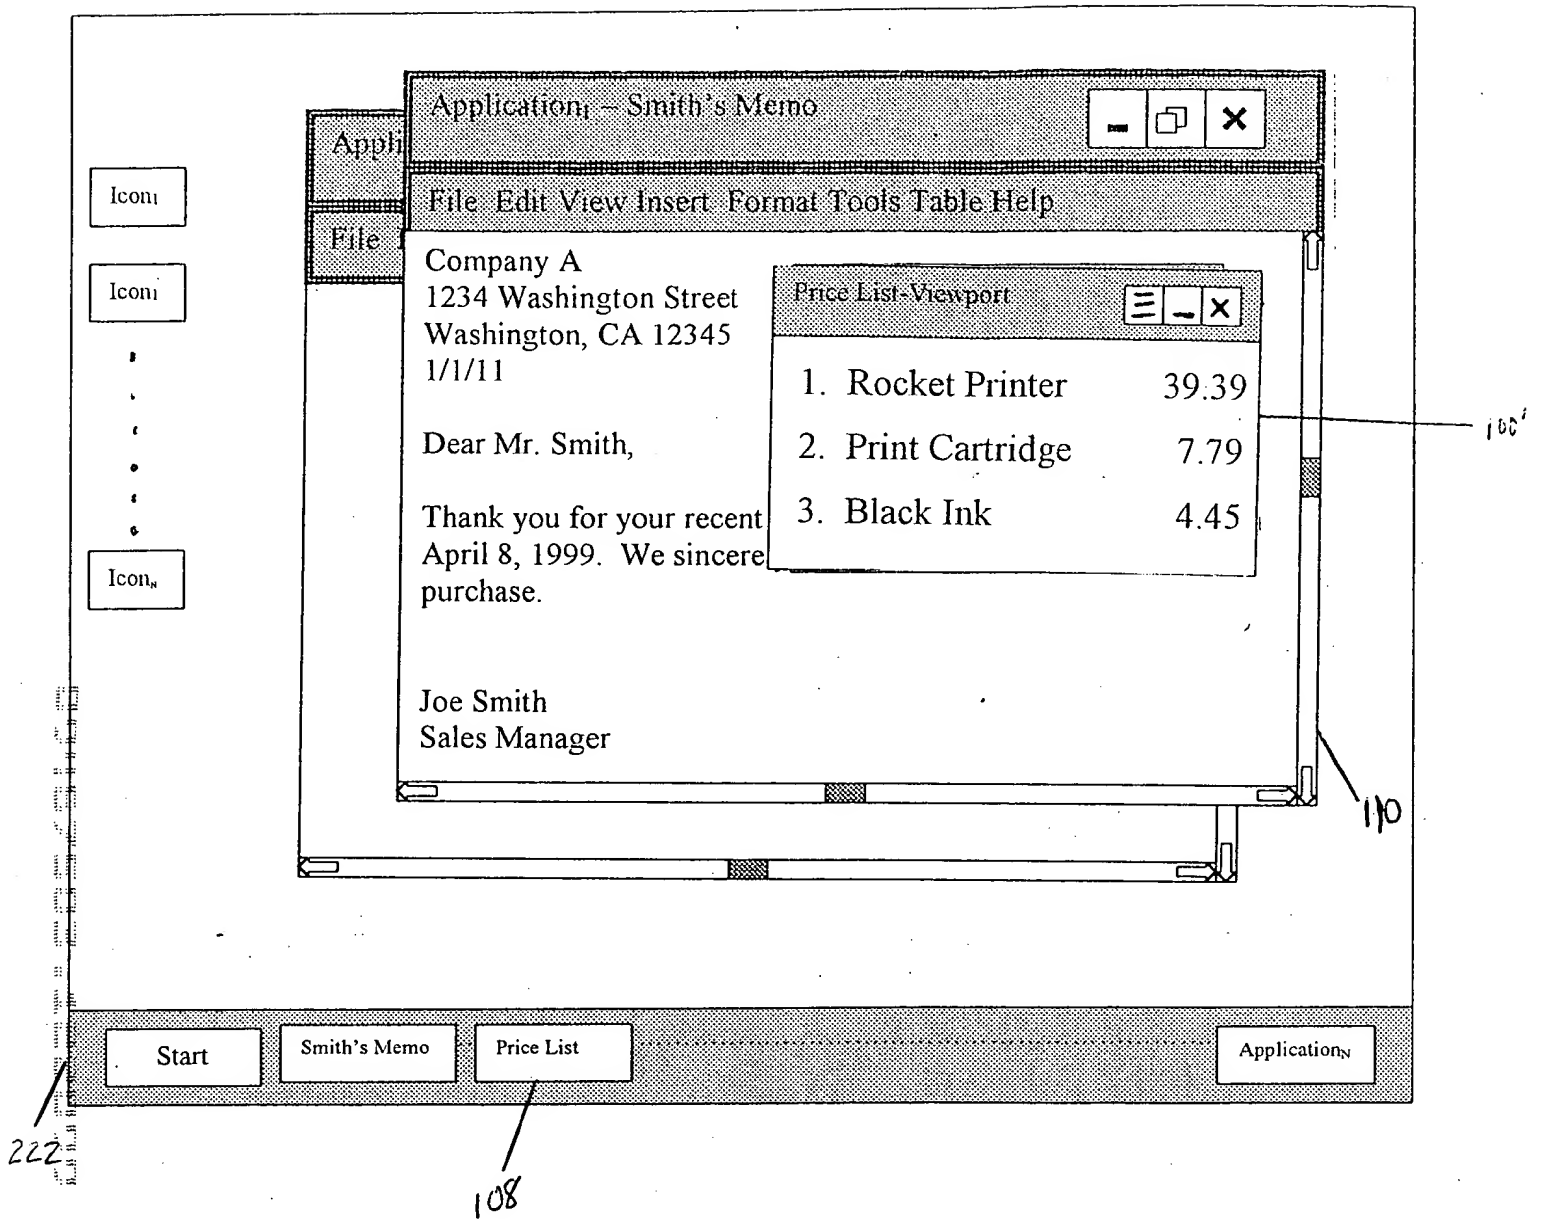 Application₁ – Smith's Memo
Appli
File Edit View Insert Format Tools Table Help
File
Icon₁
Icon₁
Icon_N
Company A
1234 Washington Street
Washington, CA 12345
1/1/11
Dear Mr. Smith,
Thank you for your recent
April 8, 1999. We sincere
purchase.
Joe Smith
Sales Manager
Price List-Viewport
1. Rocket Printer 39.39
2. Print Cartridge 7.79
3. Black Ink 4.45
100'
110
Start
Smith's Memo
Price List
Application_N
222
108